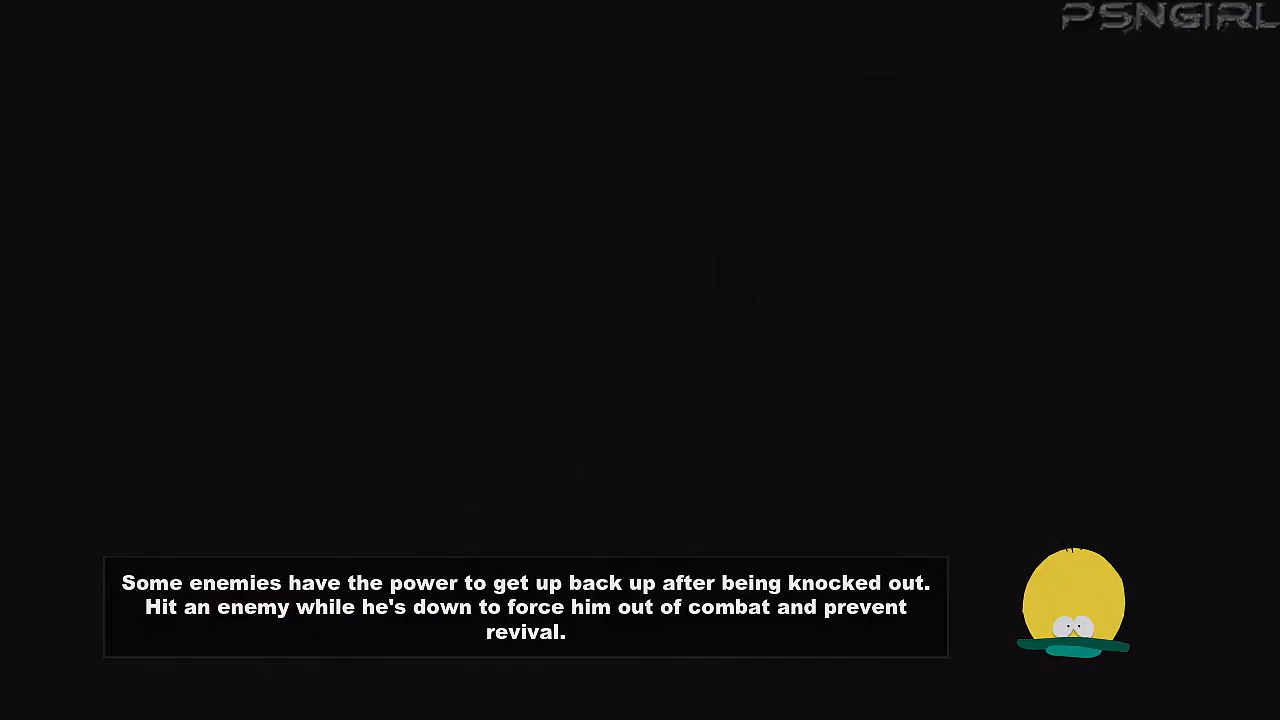 PSNGIRL
Some enemies have the power to get up back up after being knocked out.
Hit an enemy while he's down to force him out of combat and prevent
revival.